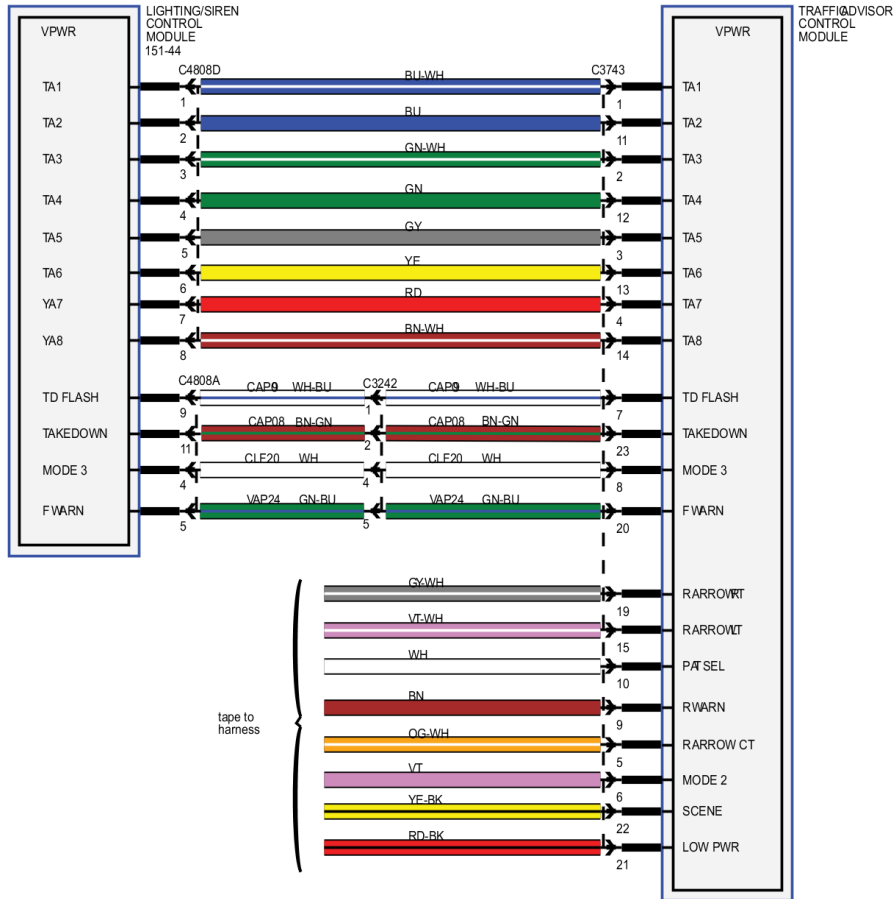 LIGHTING/SIREN
CONTROL
MODULE
151-44
TRAFFIC ADVISOR
CONTROL
MODULE
VPWR
VPWR
C4808D
C3743
TA1 1 BU-WH 1 TA1
TA2 2 BU 11 TA2
TA3 3 GN-WH 2 TA3
TA4 4 GN 12 TA4
TA5 5 GY 3 TA5
TA6 6 YE 13 TA6
YA7 7 RD 4 TA7
YA8 8 BN-WH 14 TA8
C4808A
C3242
TD FLASH 9 CAP09 WH-BU 1 CAP09 WH-BU 7 TD FLASH
TAKEDOWN 11 CAP08 BN-GN 2 CAP08 BN-GN 23 TAKEDOWN
MODE 3 4 CLF20 WH 4 CLF20 WH 8 MODE 3
F WARN 5 VAP24 GN-BU 5 VAP24 GN-BU 20 F WARN
GY-WH 19 RARROW RT
VT-WH 15 RARROW LT
WH 10 PAT SEL
BN 9 R WARN
OG-WH 5 RARROW CT
VT 6 MODE 2
YE-BK 22 SCENE
RD-BK 21 LOW PWR
tape to
harness